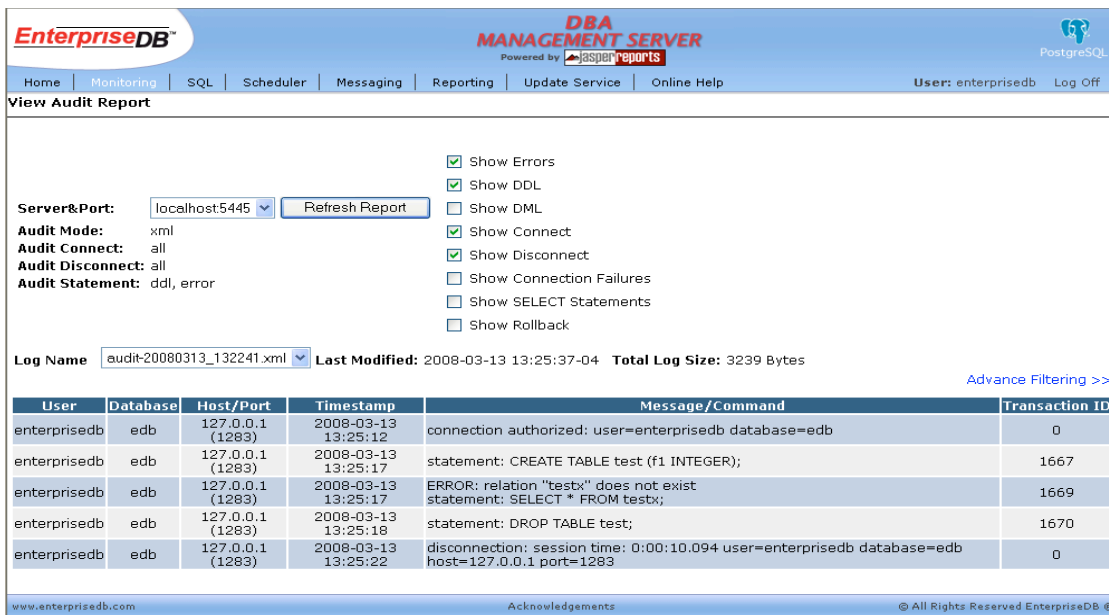 EnterpriseDB™
DBA
MANAGEMENT SERVER
Powered by jasperreports
PostgreSQL
Home | Monitoring | SQL | Scheduler | Messaging | Reporting | Update Service | Online Help User: enterprisedb Log Off
View Audit Report
Show Errors
Show DDL
Server&Port: localhost:5445 Refresh Report Show DML
Audit Mode: xml Show Connect
Audit Connect: all
Audit Disconnect: all Show Disconnect
Audit Statement: ddl, error Show Connection Failures
Show SELECT Statements
Show Rollback
Log Name audit-20080313_132241.xml Last Modified: 2008-03-13 13:25:37-04 Total Log Size: 3239 Bytes
Advance Filtering >>
User Database Host/Port Timestamp Message/Command Transaction ID
enterprisedb edb 127.0.0.1 (1283) 2008-03-13 13:25:12 connection authorized: user=enterprisedb database=edb 0
enterprisedb edb 127.0.0.1 (1283) 2008-03-13 13:25:17 statement: CREATE TABLE test (f1 INTEGER); 1667
enterprisedb edb 127.0.0.1 (1283) 2008-03-13 13:25:17 ERROR: relation "testx" does not exist statement: SELECT * FROM testx; 1669
enterprisedb edb 127.0.0.1 (1283) 2008-03-13 13:25:18 statement: DROP TABLE test; 1670
enterprisedb edb 127.0.0.1 (1283) 2008-03-13 13:25:22 disconnection: session time: 0:00:10.094 user=enterprisedb database=edb host=127.0.0.1 port=1283 0
www.enterprisedb.com Acknowledgements © All Rights Reserved EnterpriseDB